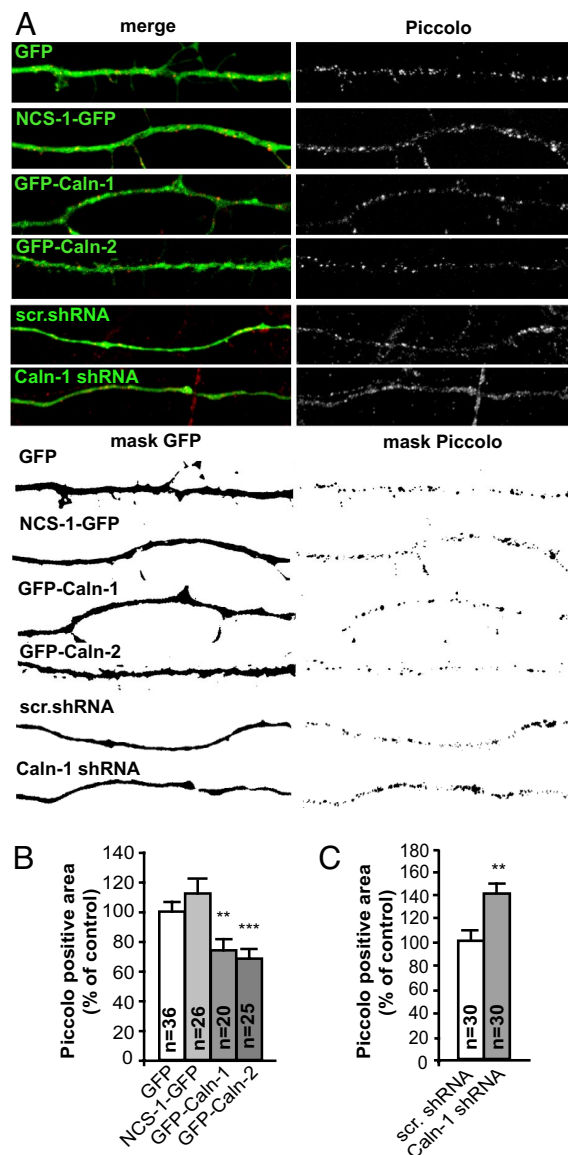 A
merge Piccolo
GFP
NCS-1-GFP
GFP-Caln-1
GFP-Caln-2
scr.shRNA
Caln-1 shRNA
mask GFP mask Piccolo
GFP
NCS-1-GFP
GFP-Caln-1
GFP-Caln-2
scr.shRNA
Caln-1 shRNA
B
Piccolo positive area
(% of control)
140
120
100
80
60
40
20
0
**
***
n=36
n=26
n=20
n=25
GFP
NCS-1-GFP
GFP-Caln-1
GFP-Caln-2
C
Piccolo positive area
(% of control)
180
160
140
120
100
80
60
40
20
0
**
n=30
n=30
scr. shRNA
Caln-1 shRNA